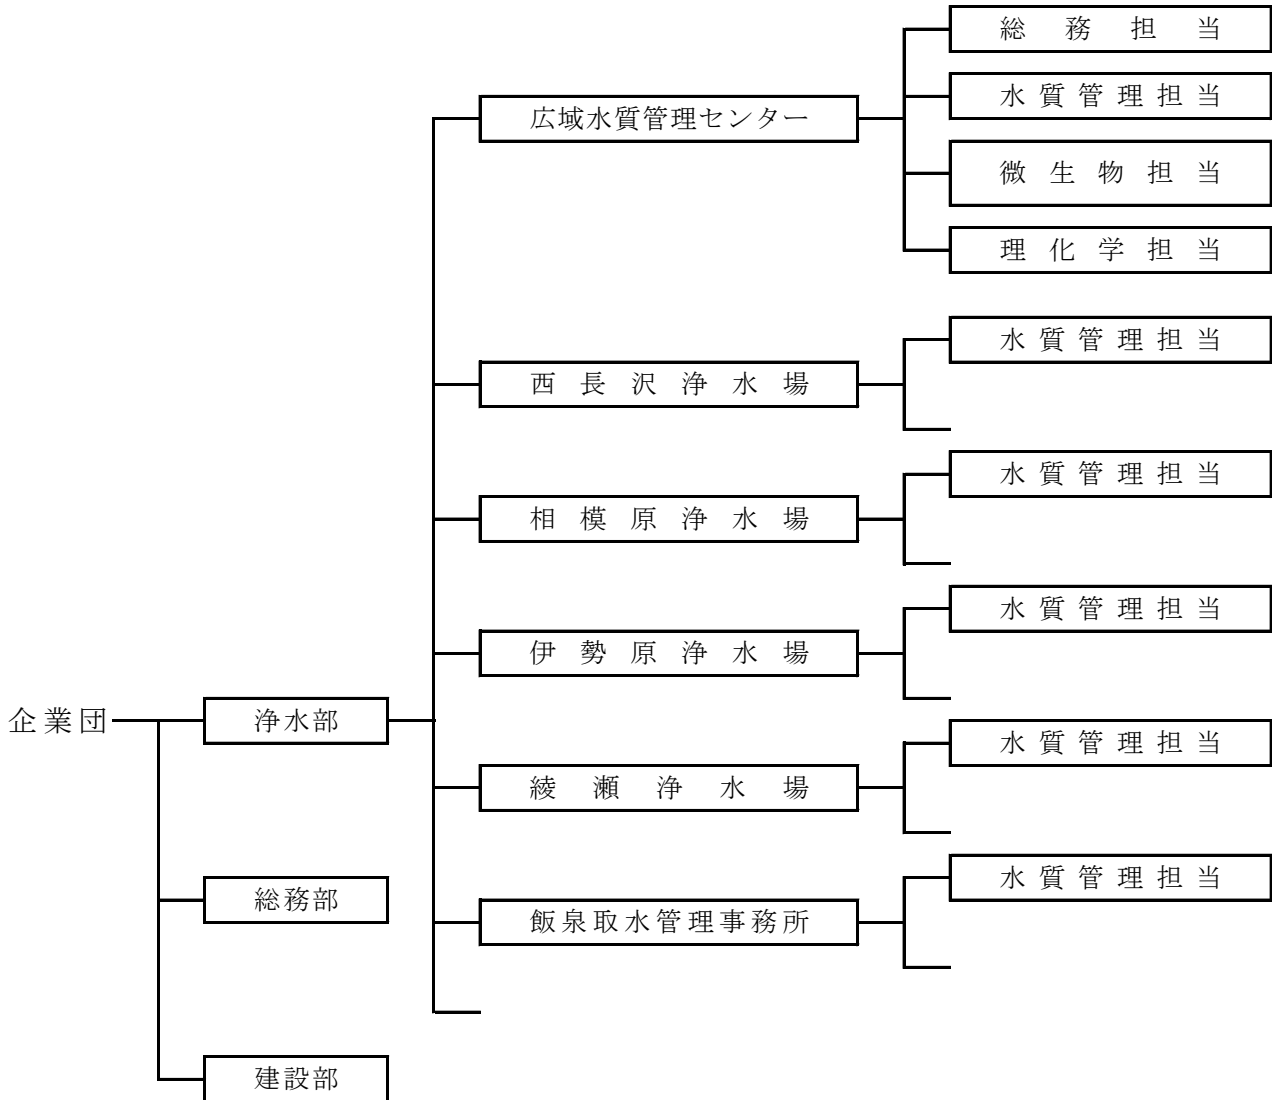 総務担当
水質管理担当
広域水質管理センター
微生物担当
理化学担当
水質管理担当
西長沢浄水場
水質管理担当
相模原浄水場
水質管理担当
伊勢原浄水場
企業団
浄水部
水質管理担当
綾瀬浄水場
水質管理担当
総務部
飯泉取水管理事務所
建設部